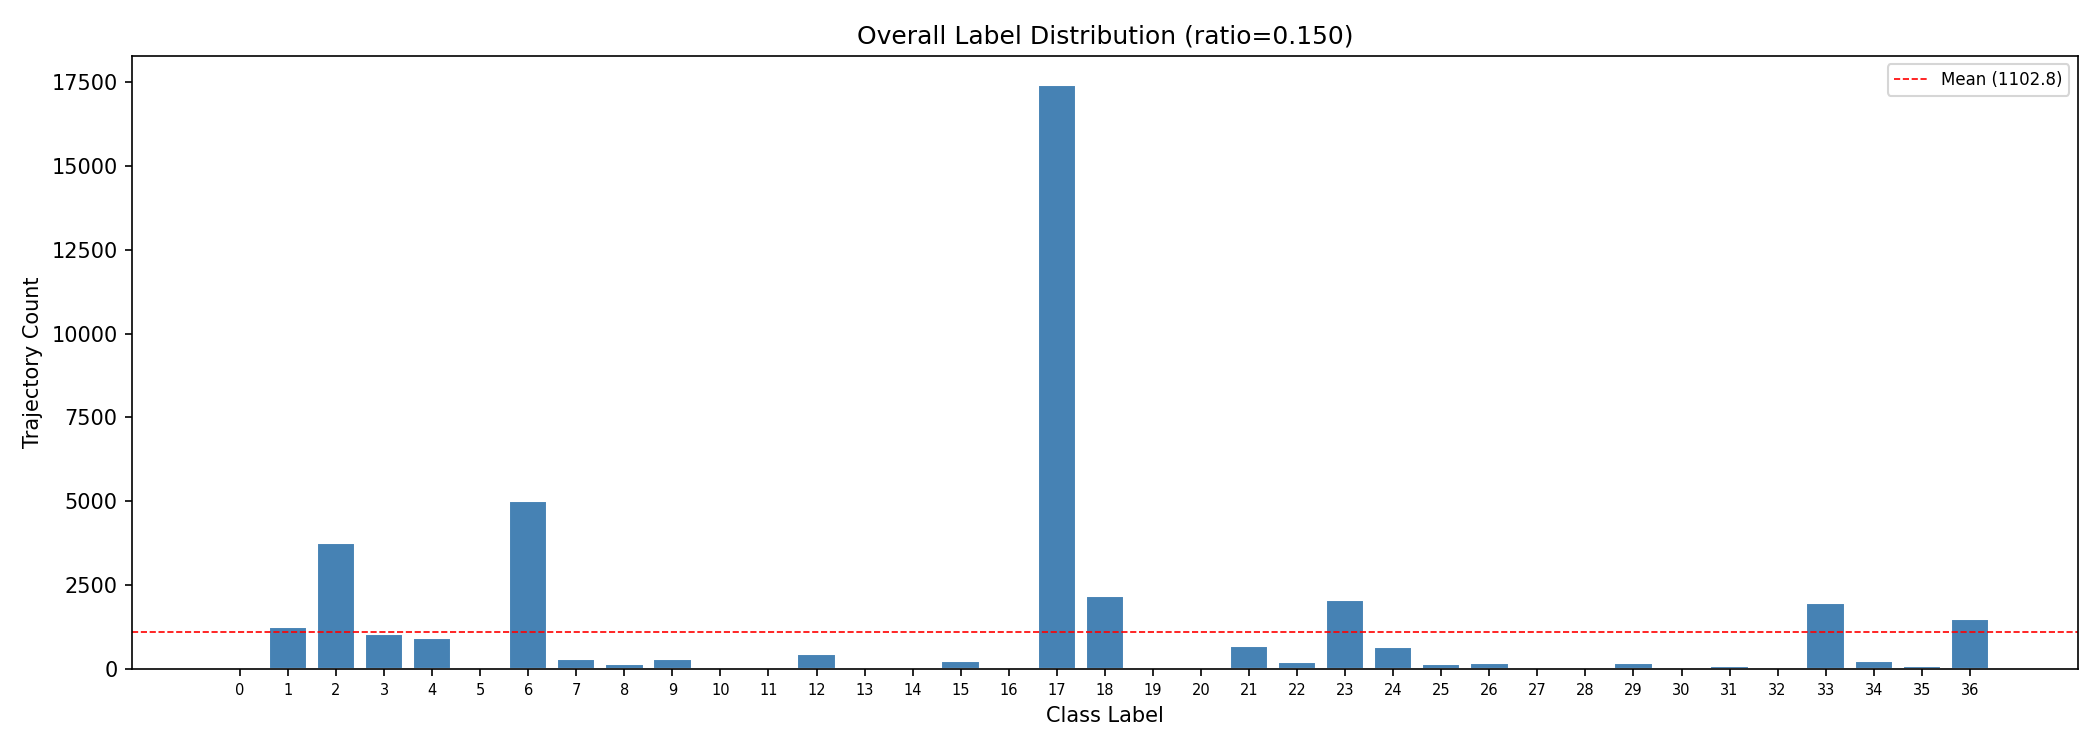 Overall Label Distribution (ratio=0.150)
Mean (1102.8)
17500
15000
12500
10000
7500
5000
2500
0
Trajectory Count
0 1 2 3 4 5 6 7 8 9 10 11 12 13 14 15 16 17 18 19 20 21 22 23 24 25 26 27 28 29 30 31 32 33 34 35 36
Class Label